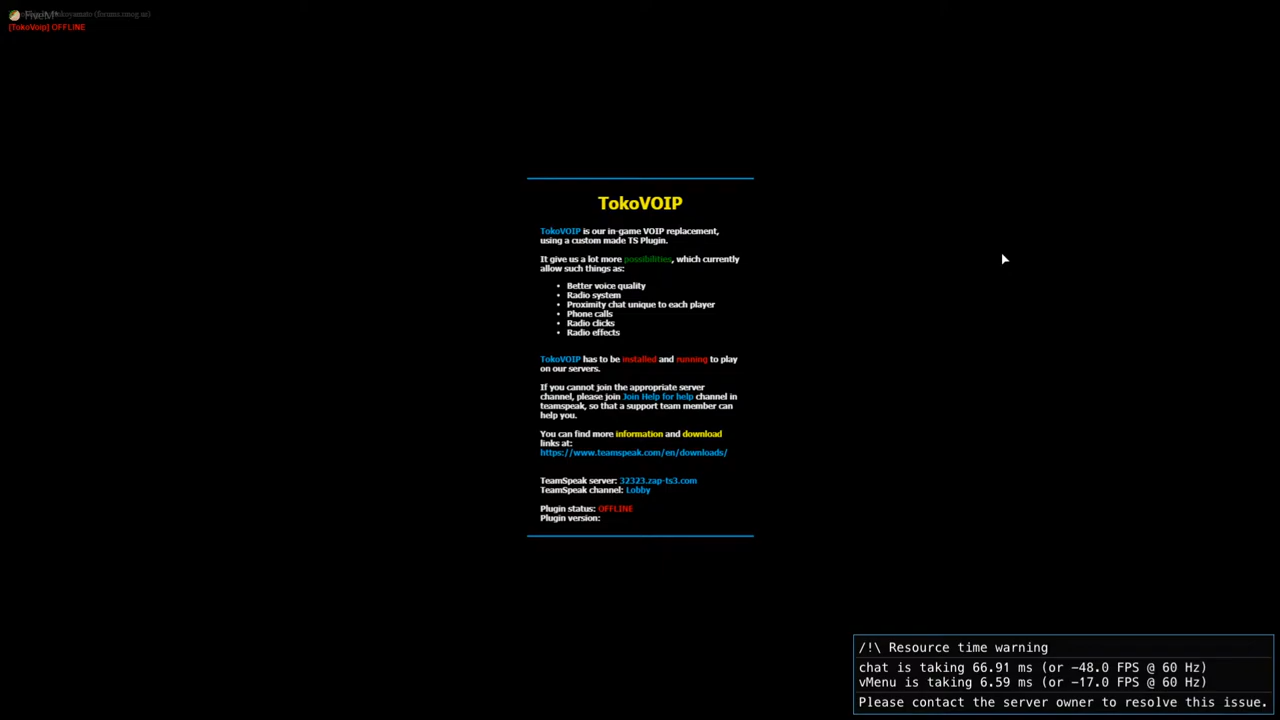 FiveM
okoyamato (forums.
[TokoVoip] OFFLINE
TokoVOIP
TokoVOIP is our in-game VOIP replacement,
using a custom made TS Plugin.
It give us a lot more possibilities, which currently
allow such things as:
• Better voice quality
• Radio system
• Proximity chat unique to each player
• Phone calls
• Radio clicks
• Radio effects
TokoVOIP has to be installed and running to play
on our servers.
If you cannot join the appropriate server
channel, please join Join Help for help channel in
teamspeak, so that a support team member can
help you.
You can find more information and download
links at:
https://www.teamspeak.com/en/downloads/
TeamSpeak server: 32323.zap-ts3.com
TeamSpeak channel: Lobby
Plugin status: OFFLINE
Plugin version:
/!\ Resource time warning
chat is taking 66.91 ms (or -48.0 FPS @ 60 Hz)
vMenu is taking 6.59 ms (or -17.0 FPS @ 60 Hz)
Please contact the server owner to resolve this issue.